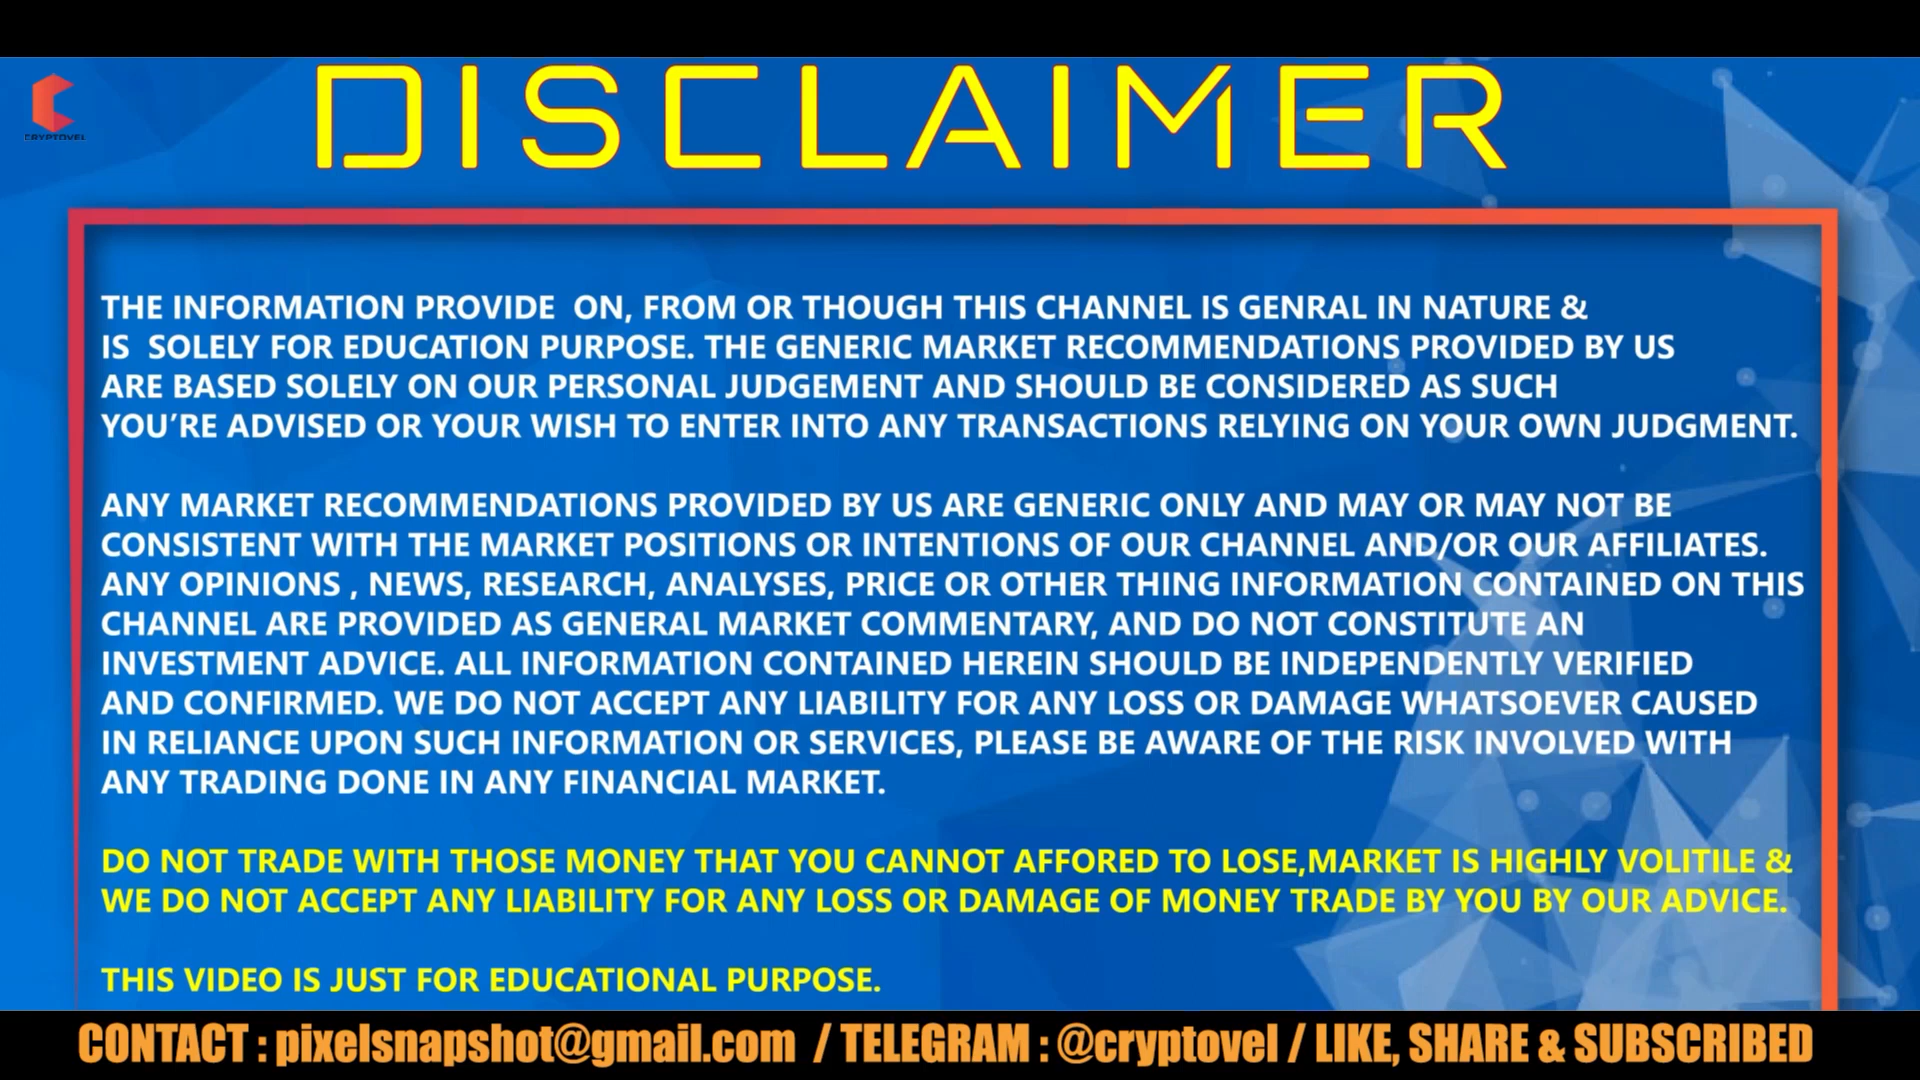 DISCLAIMER
CRYPTOVEL
THE INFORMATION PROVIDE ON, FROM OR THOUGH THIS CHANNEL IS GENRAL IN NATURE &
IS SOLELY FOR EDUCATION PURPOSE. THE GENERIC MARKET RECOMMENDATIONS PROVIDED BY US
ARE BASED SOLELY ON OUR PERSONAL JUDGEMENT AND SHOULD BE CONSIDERED AS SUCH
YOU'RE ADVISED OR YOUR WISH TO ENTER INTO ANY TRANSACTIONS RELYING ON YOUR OWN JUDGMENT.
ANY MARKET RECOMMENDATIONS PROVIDED BY US ARE GENERIC ONLY AND MAY OR MAY NOT BE
CONSISTENT WITH THE MARKET POSITIONS OR INTENTIONS OF OUR CHANNEL AND/OR OUR AFFILIATES.
ANY OPINIONS , NEWS, RESEARCH, ANALYSES, PRICE OR OTHER THING INFORMATION CONTAINED ON THIS
CHANNEL ARE PROVIDED AS GENERAL MARKET COMMENTARY, AND DO NOT CONSTITUTE AN
INVESTMENT ADVICE. ALL INFORMATION CONTAINED HEREIN SHOULD BE INDEPENDENTLY VERIFIED
AND CONFIRMED. WE DO NOT ACCEPT ANY LIABILITY FOR ANY LOSS OR DAMAGE WHATSOEVER CAUSED
IN RELIANCE UPON SUCH INFORMATION OR SERVICES, PLEASE BE AWARE OF THE RISK INVOLVED WITH
ANY TRADING DONE IN ANY FINANCIAL MARKET.
DO NOT TRADE WITH THOSE MONEY THAT YOU CANNOT AFFORED TO LOSE,MARKET IS HIGHLY VOLITILE &
WE DO NOT ACCEPT ANY LIABILITY FOR ANY LOSS OR DAMAGE OF MONEY TRADE BY YOU BY OUR ADVICE.
THIS VIDEO IS JUST FOR EDUCATIONAL PURPOSE.
CONTACT : pixelsnapshot@gmail.com / TELEGRAM : @cryptovel / LIKE, SHARE & SUBSCRIBED